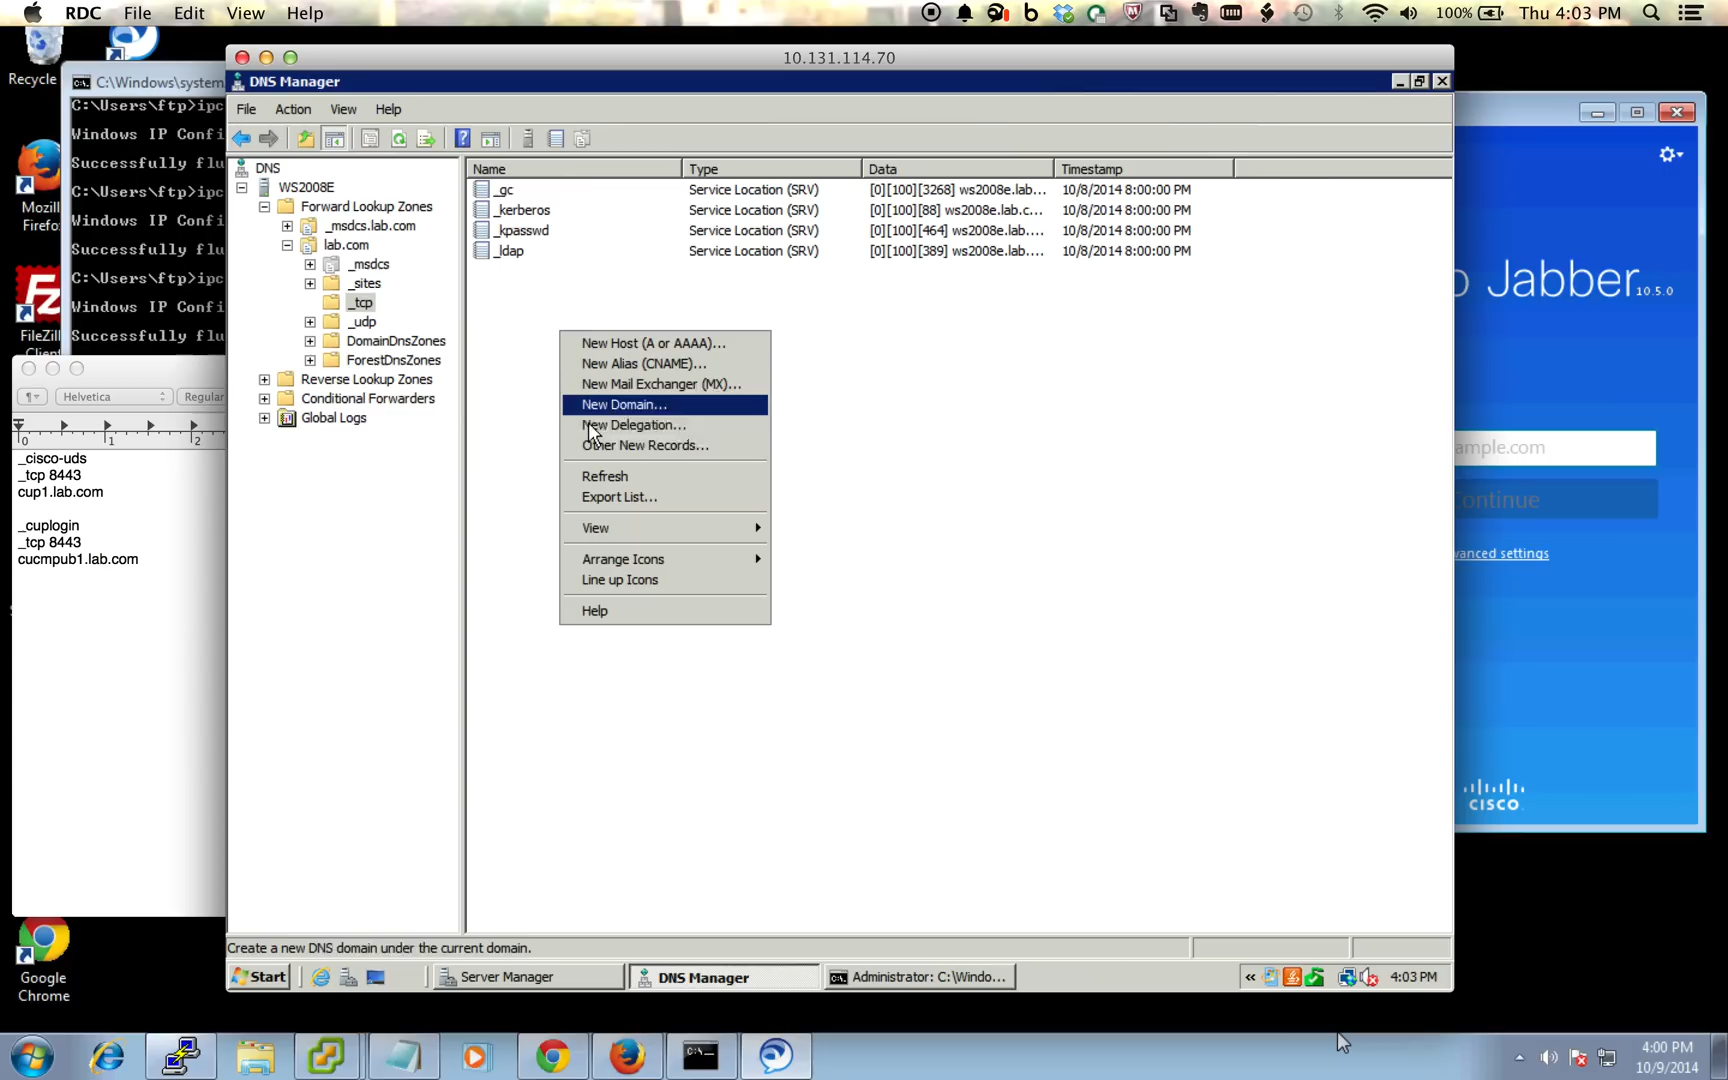 RDC File Edit View Help
100% Thu 4:03 PM
Recycle
Mozil
Firefo
FileZil
Client
C:\Windows\system
C:\Users\ftp>ipc
Windows IP Confi
Successfully flu
C:\Users\ftp>ipc
Windows IP Confi
Successfully flu
C:\Users\ftp>ipc
Windows IP Confi
Successfully flu
Helvetica Regular
0 1 2
_cisco-uds
_tcp 8443
cup1.lab.com
_cuplogin
_tcp 8443
cucmpub1.lab.com
Google
Chrome
10.131.114.70
DNS Manager
File Action View Help
DNS
WS2008E
Forward Lookup Zones
_msdcs.lab.com
lab.com
_msdcs
_sites
_tcp
_udp
DomainDnsZones
ForestDnsZones
Reverse Lookup Zones
Conditional Forwarders
Global Logs
Name Type Data Timestamp
_gc Service Location (SRV) [0][100][3268] ws2008e.lab... 10/8/2014 8:00:00 PM
_kerberos Service Location (SRV) [0][100][88] ws2008e.lab.c... 10/8/2014 8:00:00 PM
_kpasswd Service Location (SRV) [0][100][464] ws2008e.lab.... 10/8/2014 8:00:00 PM
_ldap Service Location (SRV) [0][100][389] ws2008e.lab.... 10/8/2014 8:00:00 PM
New Host (A or AAAA)...
New Alias (CNAME)...
New Mail Exchanger (MX)...
New Domain...
New Delegation...
Other New Records...
Refresh
Export List...
View
Arrange Icons
Line up Icons
Help
Create a new DNS domain under the current domain.
Start Server Manager DNS Manager Administrator: C:\Windo... 4:03 PM
o Jabber 10.5.0
ample.com
Continue
vanced settings
CISCO
4:00 PM
10/9/2014